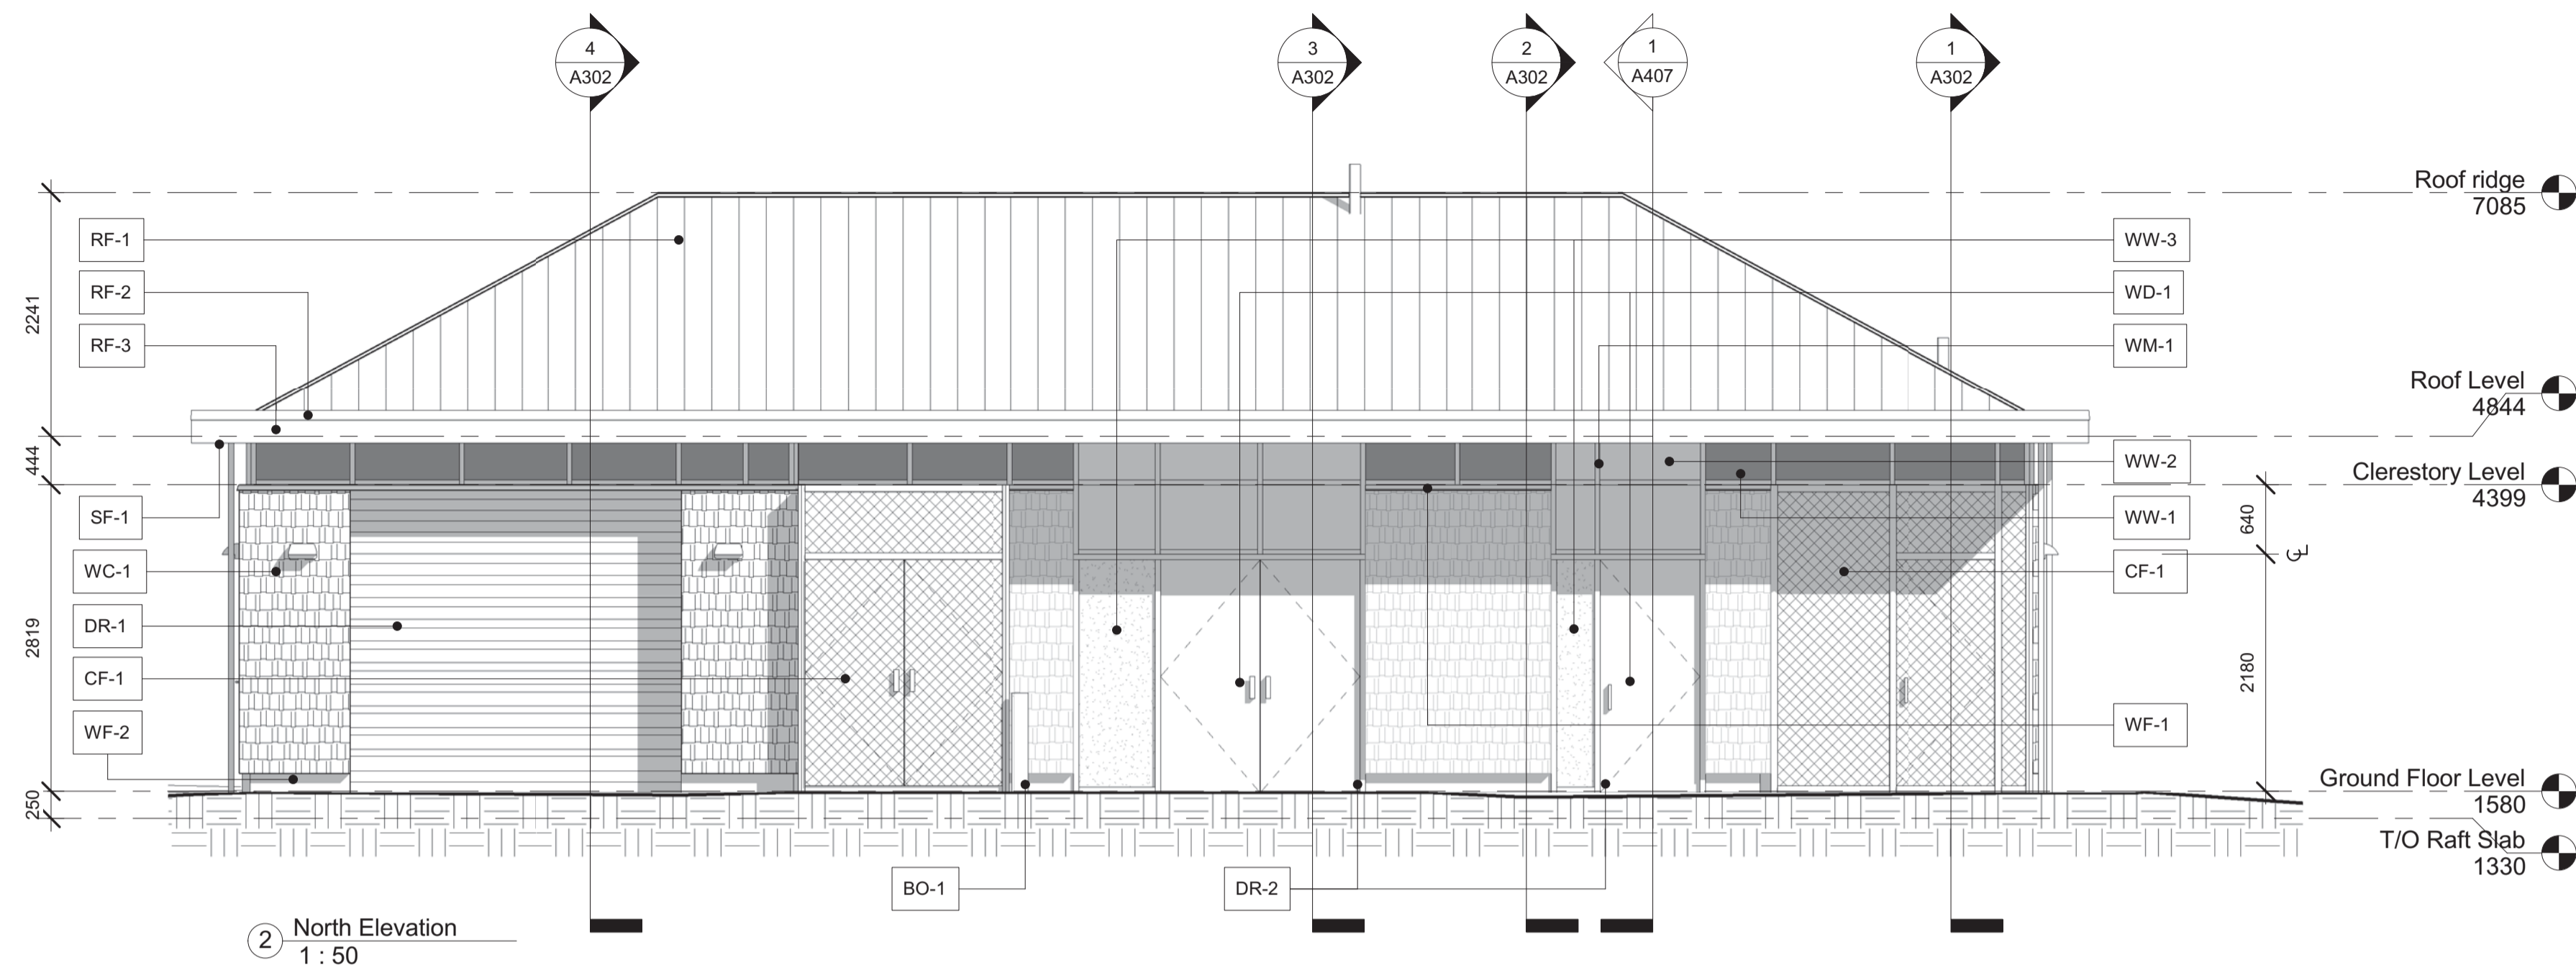 4
A302
3
A302
2
A302
1
A407
1
A302
Roof ridge
7085
RF-1
WW-3
RF-2
WD-1
2241
RF-3
WM-1
Roof Level
4844
444
WW-2
Clerestory Level
4399
SF-1
WW-1
640
CL
WC-1
CF-1
DR-1
2819
CF-1
2180
WF-2
WF-1
250
Ground Floor Level
1580
T/O Raft Slab
1330
BO-1
DR-2
2
North Elevation
1 : 50